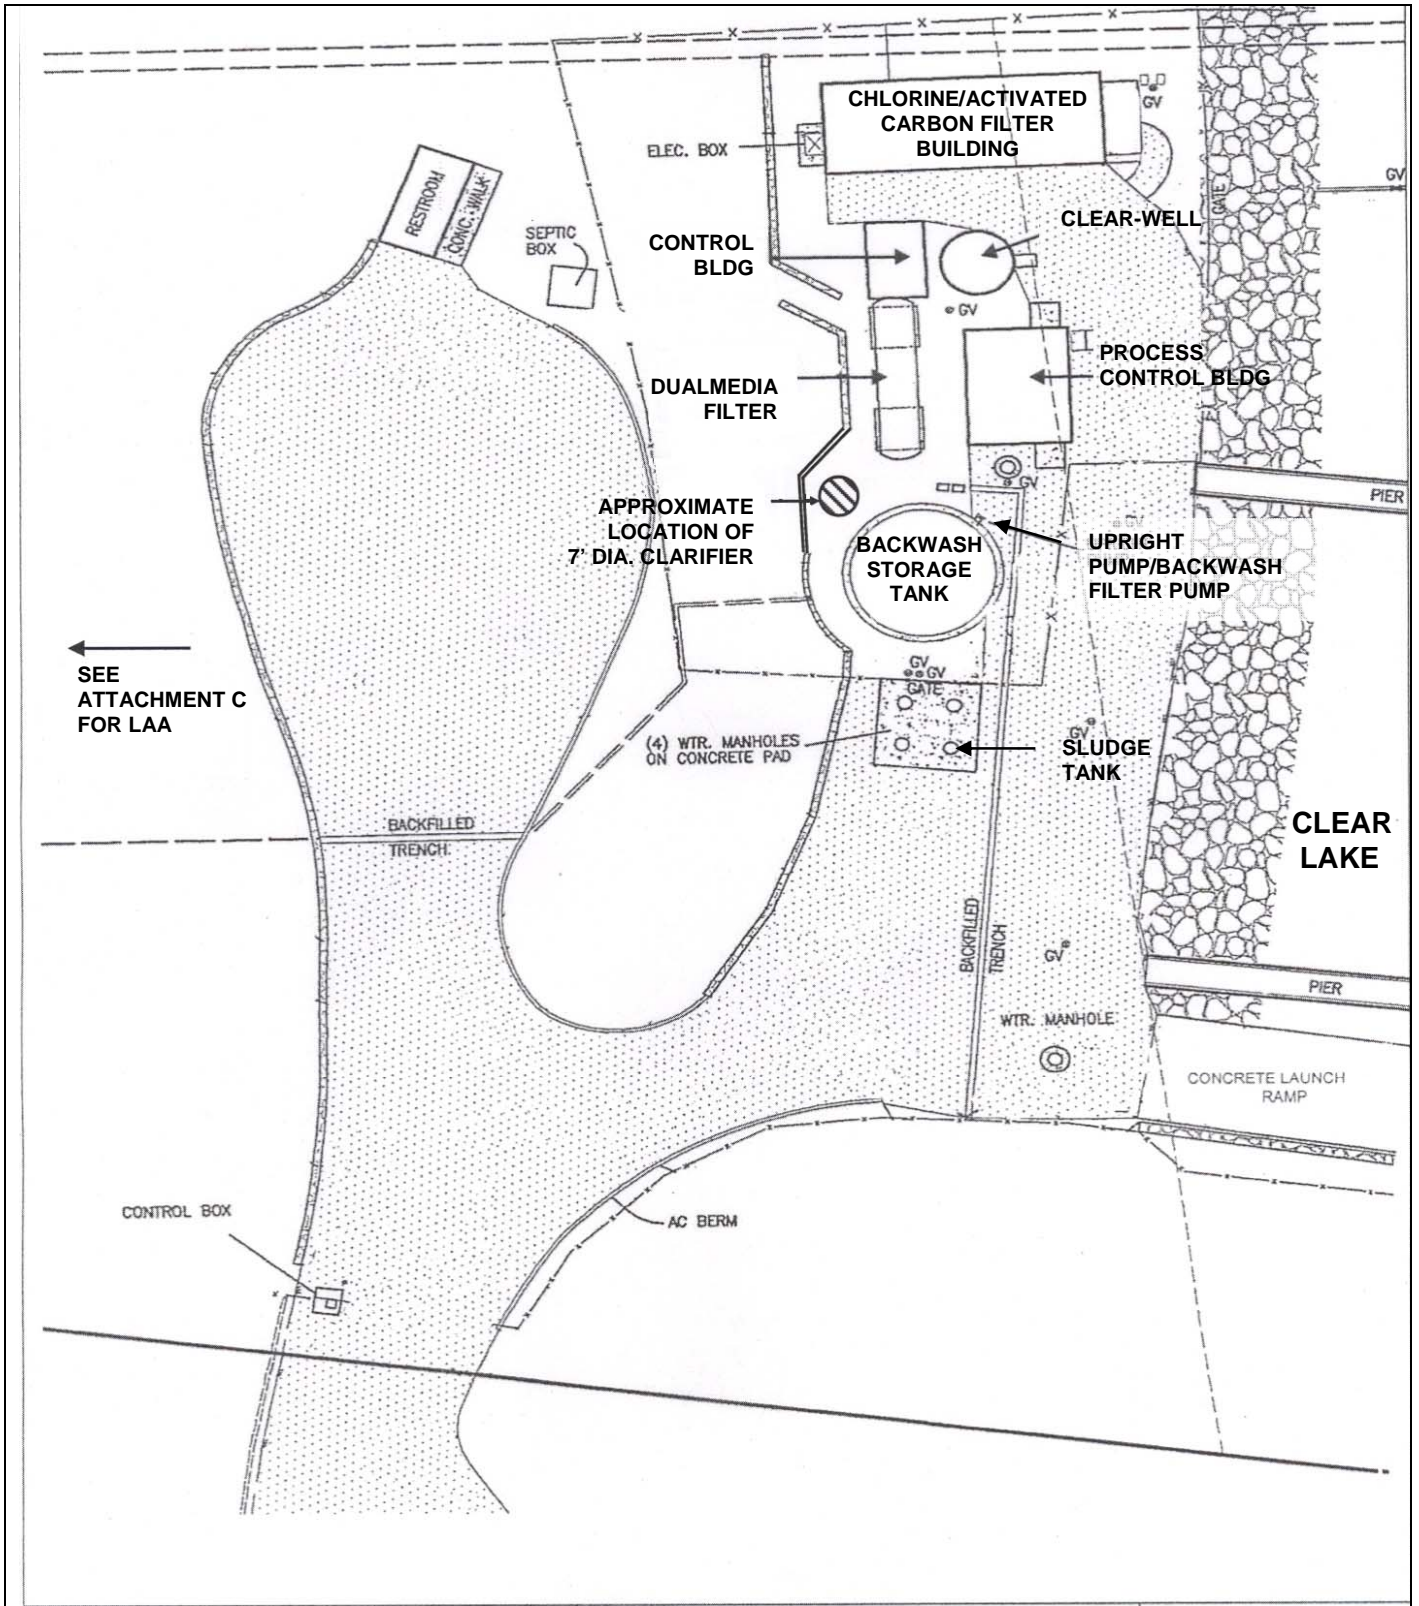 CHLORINE/ACTIVATED
CARBON FILTER
BUILDING
GV
ELEC. BOX
RESTROOM
CONC. WALK
GV
GATE
SEPTIC
BOX
CLEAR-WELL
CONTROL
BLDG
GV
PROCESS
CONTROL BLDG
DUALMEDIA
FILTER
GV
PIER
APPROXIMATE
LOCATION OF
7' DIA. CLARIFIER
BACKWASH
STORAGE
TANK
GV
UPRIGHT
PUMP/BACKWASH
FILTER PUMP
SEE
ATTACHMENT C
FOR LAA
GV
GV
GATE
(4) WTR. MANHOLES
ON CONCRETE PAD
GV
SLUDGE
TANK
CLEAR
LAKE
BACKFILLED
TRENCH
BACKFILLED
TRENCH
GV
PIER
WTR. MANHOLE
CONCRETE LAUNCH
RAMP
CONTROL BOX
AC BERM